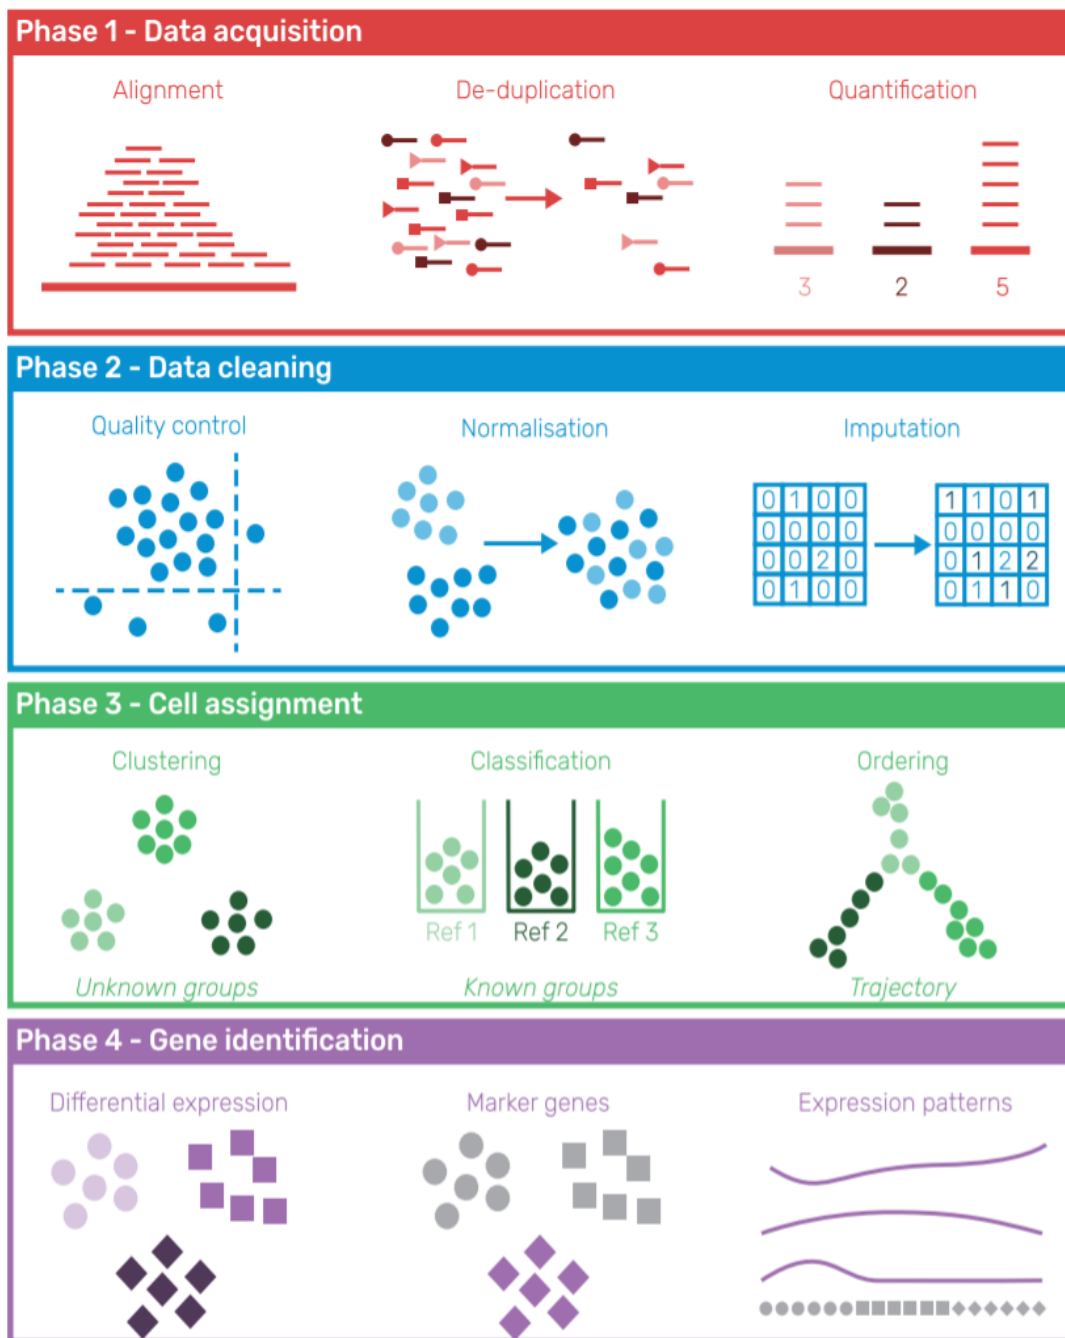 Phase 1 - Data acquisition
Alignment
De-duplication
Quantification
3
2
5
Phase 2 - Data cleaning
Quality control
Normalisation
Imputation
0 1 0 0
0 0 0 0
0 0 2 0
0 1 0 0
1 1 0 1
0 0 0 0
0 1 2 2
0 1 1 0
Phase 3 - Cell assignment
Clustering
Classification
Ordering
Ref 1
Ref 2
Ref 3
Unknown groups
Known groups
Trajectory
Phase 4 - Gene identification
Differential expression
Marker genes
Expression patterns